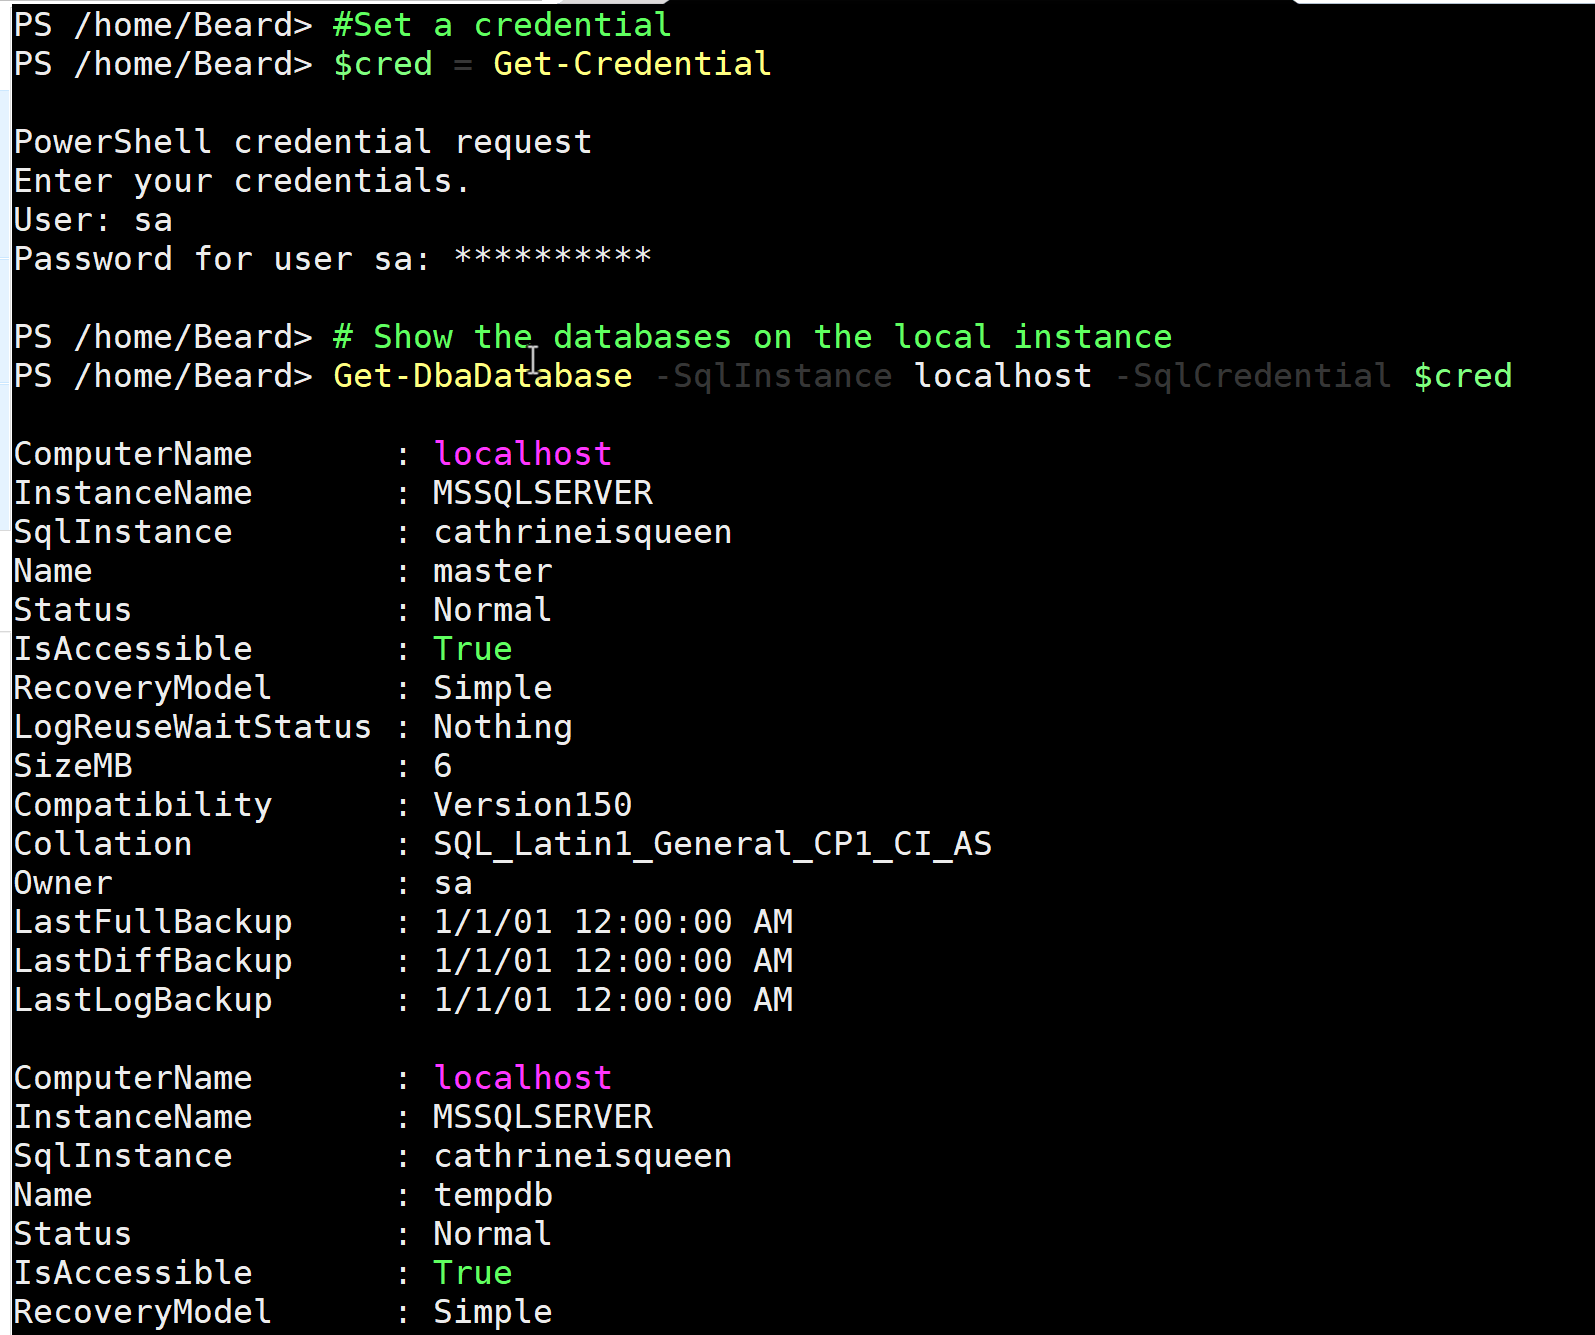 PS /home/Beard> #Set a credential
PS /home/Beard> $cred = Get-Credential
PowerShell credential request
Enter your credentials.
User: sa
Password for user sa: **********
PS /home/Beard> # Show the databases on the local instance
PS /home/Beard> Get-DbaDatabase -SqlInstance localhost -SqlCredential $cred
ComputerName       : localhost
InstanceName       : MSSQLSERVER
SqlInstance        : cathrineisqueen
Name               : master
Status             : Normal
IsAccessible       : True
RecoveryModel      : Simple
LogReuseWaitStatus : Nothing
SizeMB             : 6
Compatibility      : Version150
Collation          : SQL_Latin1_General_CP1_CI_AS
Owner              : sa
LastFullBackup     : 1/1/01 12:00:00 AM
LastDiffBackup     : 1/1/01 12:00:00 AM
LastLogBackup      : 1/1/01 12:00:00 AM
ComputerName       : localhost
InstanceName       : MSSQLSERVER
SqlInstance        : cathrineisqueen
Name               : tempdb
Status             : Normal
IsAccessible       : True
RecoveryModel      : Simple